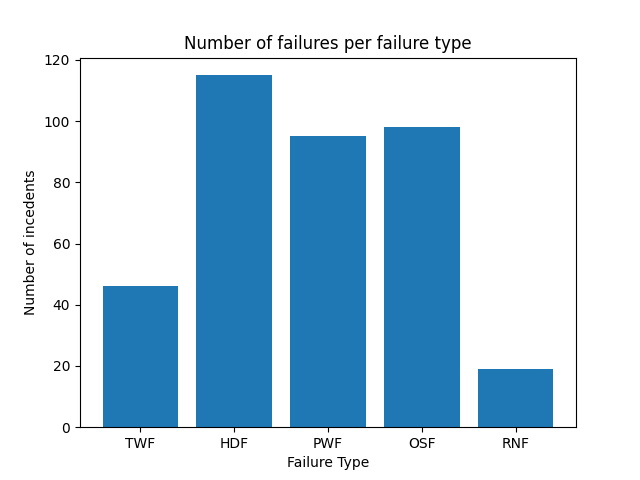 Number of failures per failure type
120
100
80
60
40
20
0
Number of incedents
TWF HDF PWF OSF RNF
Failure Type